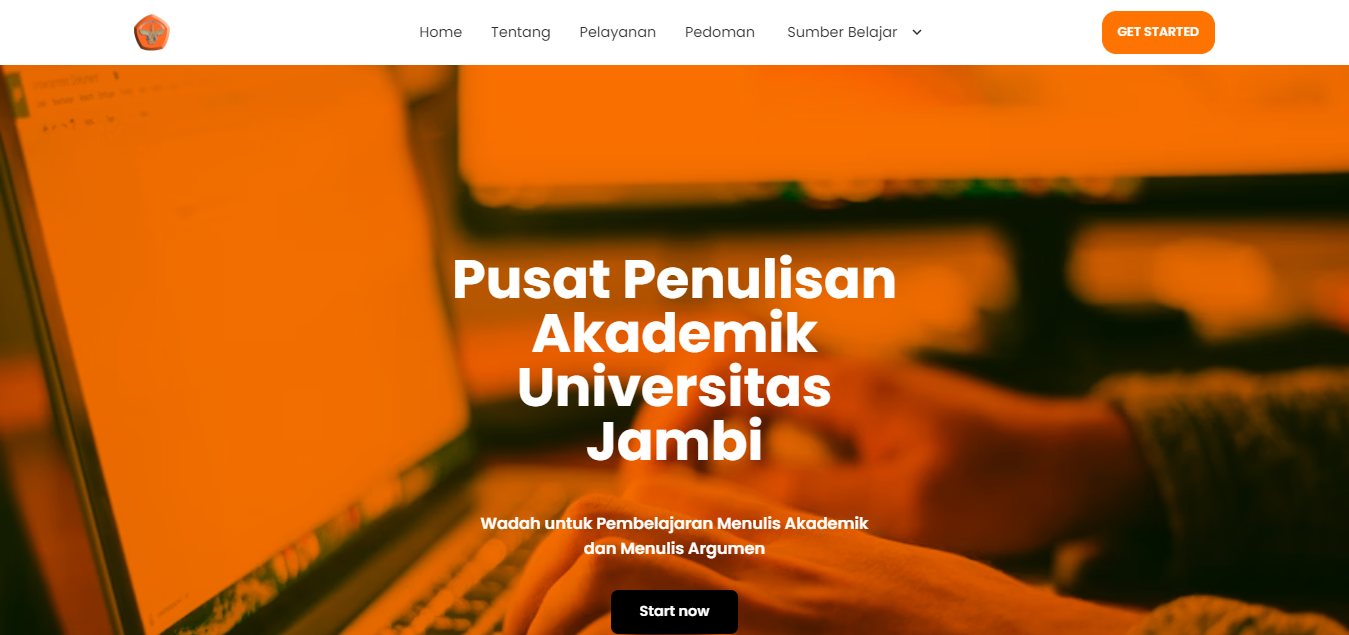 Home Tentang Pelayanan Pedoman Sumber Belajar GET STARTED
Pusat Penulisan
Akademik
Universitas
Jambi
Wadah untuk Pembelajaran Menulis Akademik
dan Menulis Argumen
Start now